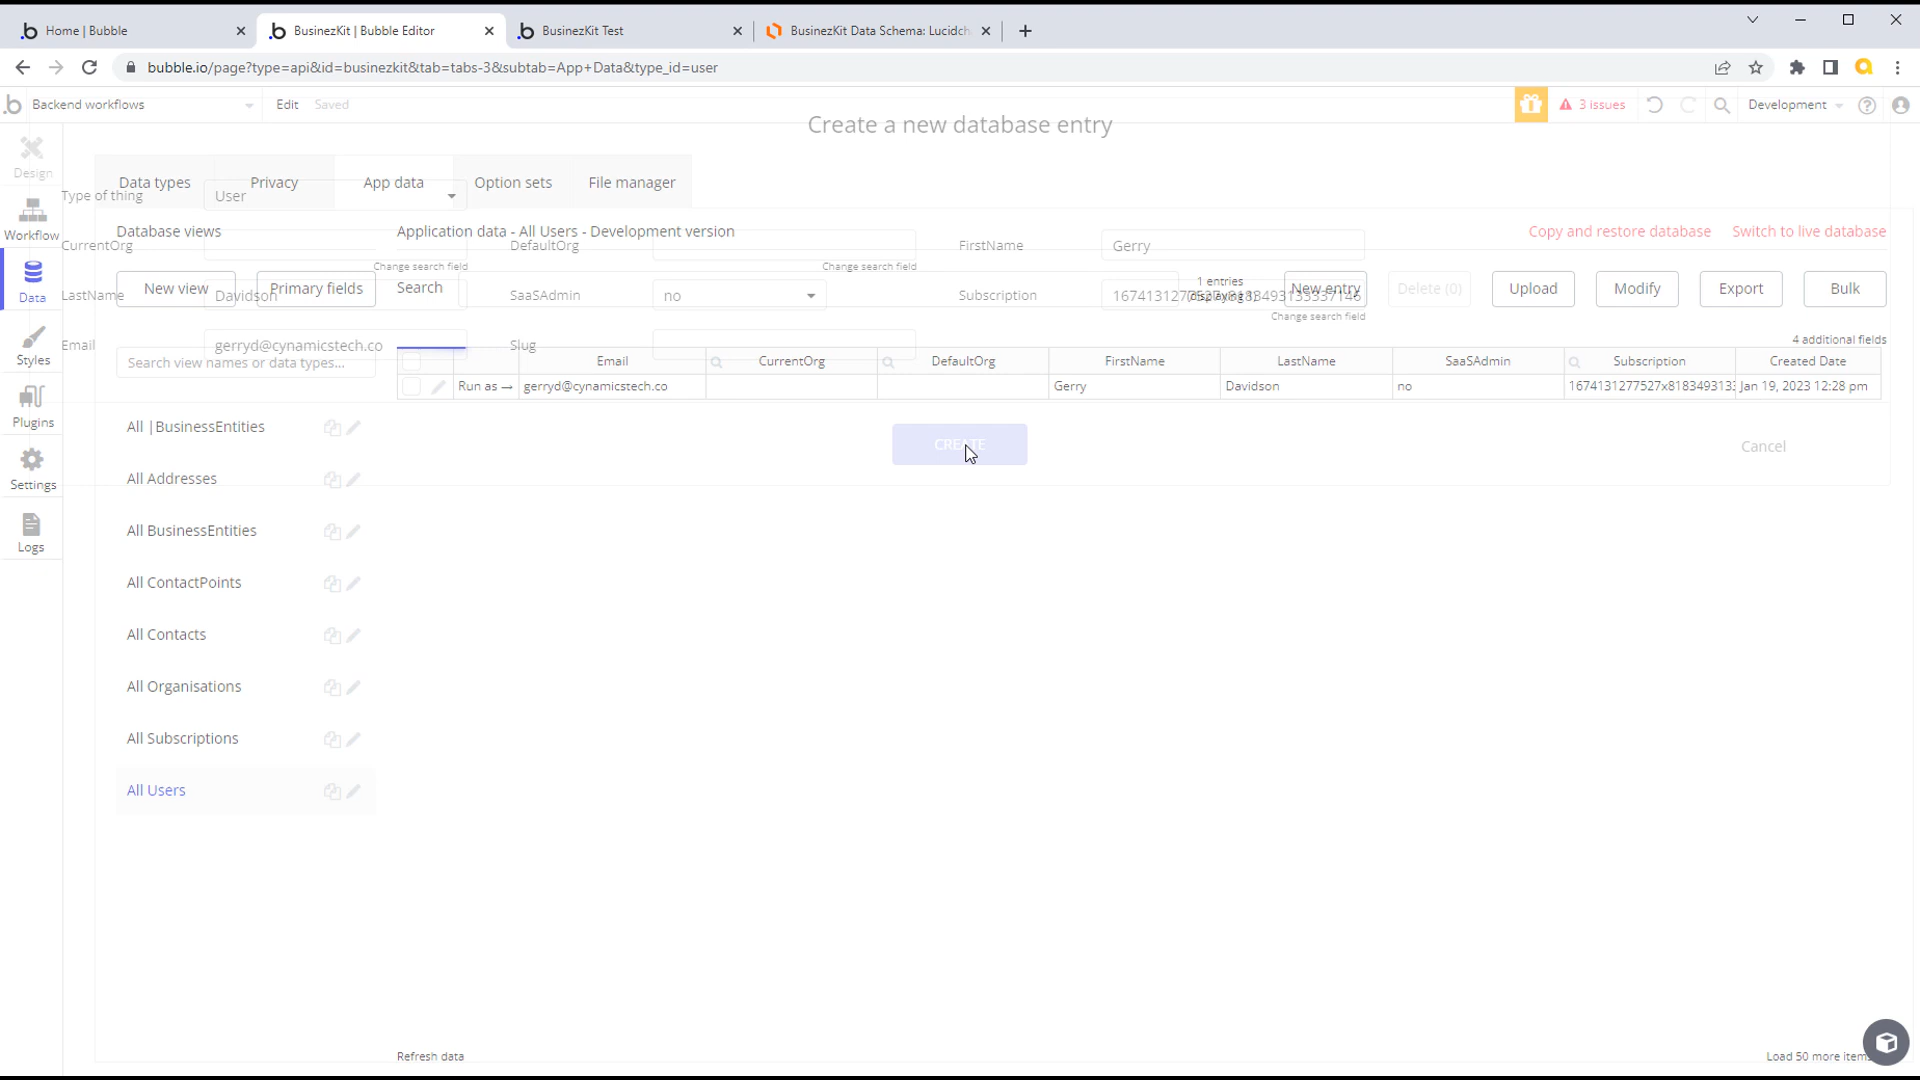 Home | Bubble
BusinezKit | Bubble Editor
BusinezKit Test
BusinezKit Data Schema: Lucidch
bubble.io/page?type=api&id=businezkit&tab=tabs-3&subtab=App+Data&type_id=user
Backend workflows
Edit
Saved
3 issues
Development
Create a new database entry
Design
Data types
Privacy
App data
Option sets
File manager
Type of thing
User
Workflow
Database views
Application data - All Users - Development version
Copy and restore database
Switch to live database
CurrentOrg
DefaultOrg
FirstName
Gerry
Change search field
Change search field
Data
New view
Primary fields
Search
1 entries
New entry
Delete (0)
Upload
Modify
Export
Bulk
LastName
Davidson
SaaSAdmin
no
Subscription
Change search field
Styles
Email
gerryd@cynamicstech.co
Slug
4 additional fields
Search view names or data types...
Email
CurrentOrg
DefaultOrg
FirstName
LastName
SaaSAdmin
Subscription
Created Date
Run as →
gerryd@cynamicstech.co
Gerry
Davidson
no
Jan 19, 2023 12:28 pm
Plugins
All |BusinessEntities
CREATE
Cancel
All Addresses
Settings
All BusinessEntities
Logs
All ContactPoints
All Contacts
All Organisations
All Subscriptions
All Users
Refresh data
Load 50 more items